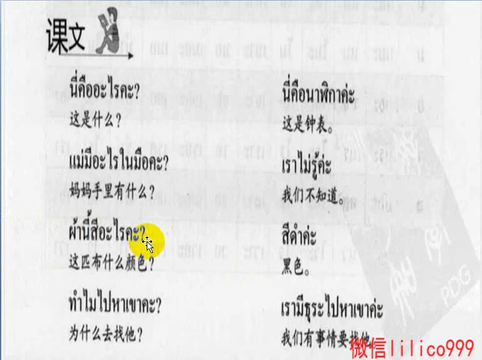 课文
นี่คืออะไรคะ?
这是什么?
นี่คือนาฬิกาค่ะ
这是钟表。
แม่มีอะไรในมือคะ?
妈妈手里有什么?
เราไม่รู้ค่ะ
我们不知道。
ผ้านี้สีอะไรคะ?
这匹布什么颜色?
สีดำค่ะ
黑色。
ทำไมไปหาเขาคะ?
为什么去找他?
เรามีธุระไปหาเขาค่ะ
我们有事情要找他
PDG
微信lilico999